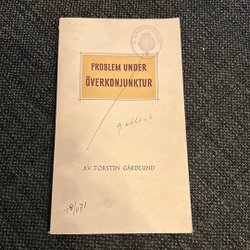 PROBLEM UNDER
ÖVERKONJUNKTUR
AV TORSTEN GÅRDLUND